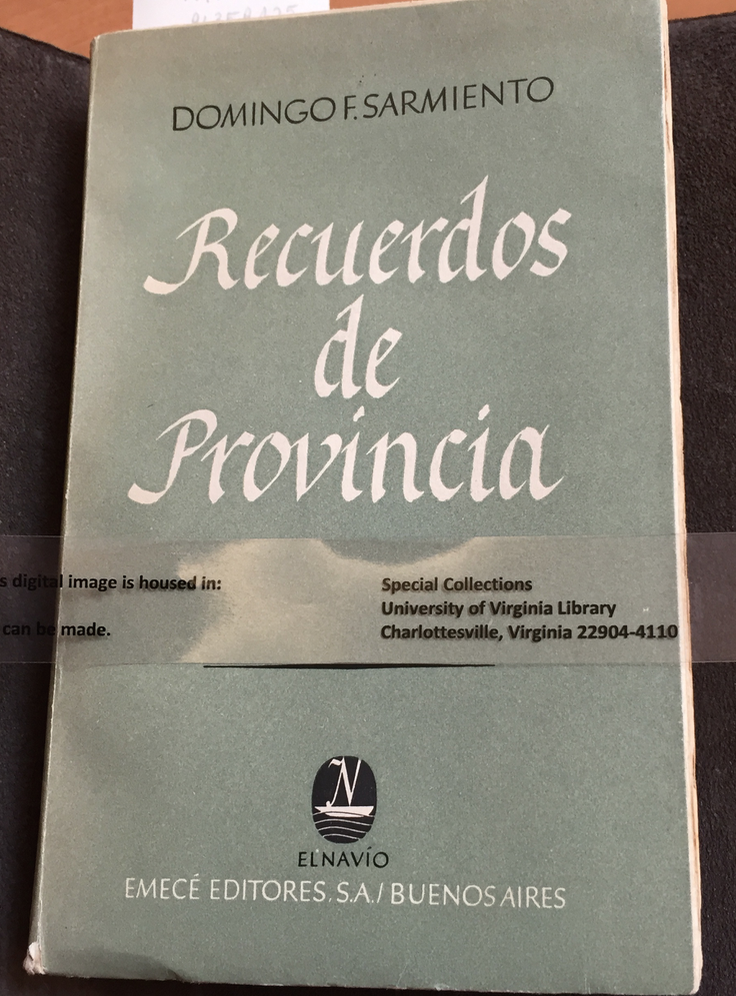 DOMINGO F. SARMIENTO
Recuerdos
de
Provincia
s digital image is housed in:
can be made.
Special Collections
University of Virginia Library
Charlottesville, Virginia 22904-4110
N
EL NAVÍO
EMECÉ EDITORES, S.A. / BUENOS AIRES